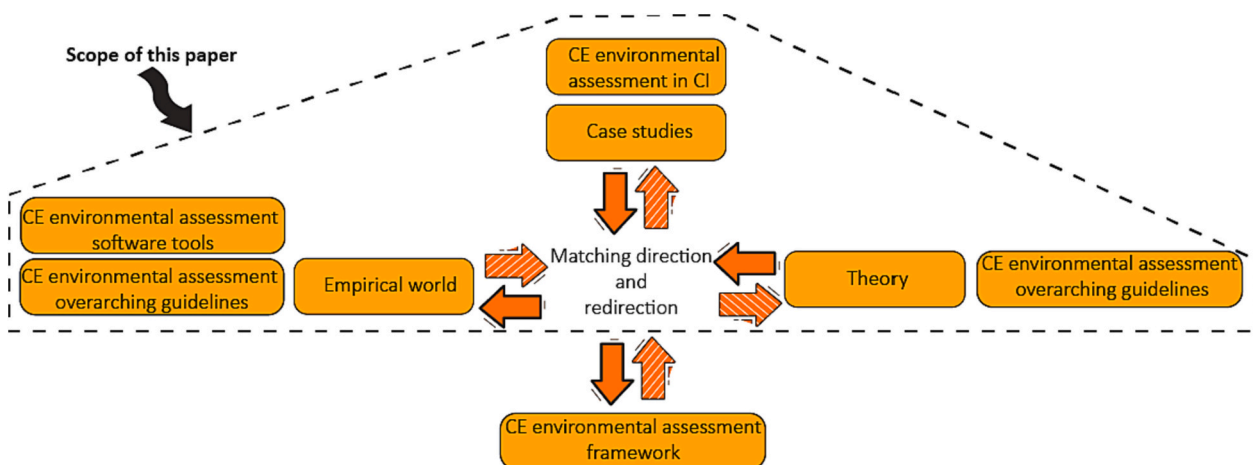 Scope of this paper
CE environmental
assessment in CI
Case studies
CE environmental assessment
software tools
CE environmental assessment
overarching guidelines
Empirical world
Matching direction
and
redirection
Theory
CE environmental assessment
overarching guidelines
CE environmental assessment
framework